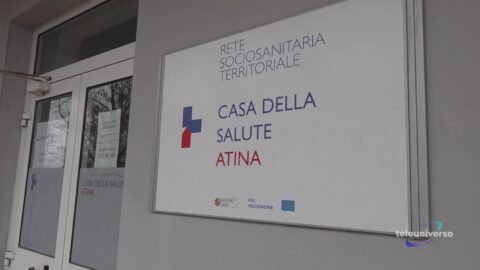 RETE
SOCIOSANITARIA
TERRITORIALE
CASA DELLA
SALUTE
ATINA
ASL
FROSINONE
CASA DELLA
SALUTE
ATINA
teleuniverso